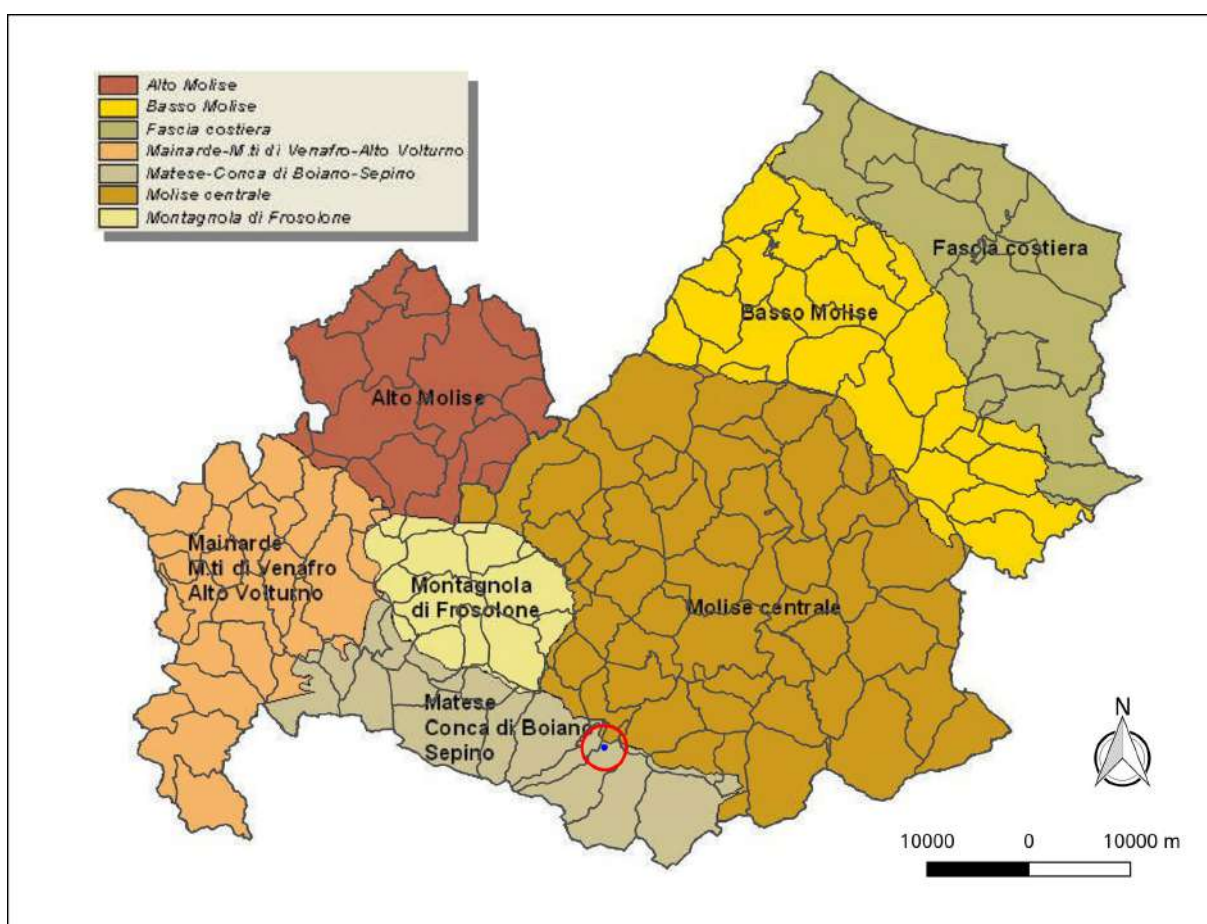 Alto Molise
Basso Molise
Fascia costiera
Mainarde-M.ti di Venafro-Alto Volturno
Matese-Conca di Boiano-Sepino
Molise centrale
Montagnola di Frosolone
Fascia costiera
Basso Molise
Alto Molise
Mainarde
M.ti di Venafro
Alto Volturno
Montagnola
di Frosolone
Molise centrale
Matese
Conca di Boiano
Sepino
N
10000 0 10000 m